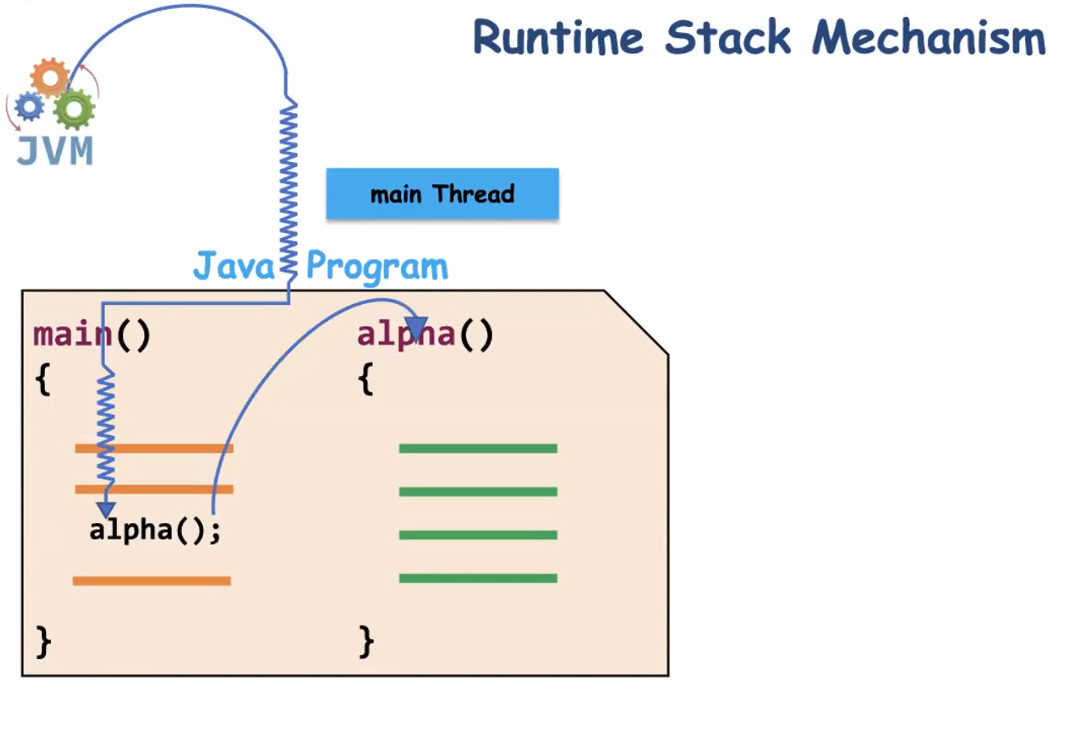 Runtime Stack Mechanism
JVM
main Thread
Java Program
main()
{
alpha();
}
alpha()
{
}